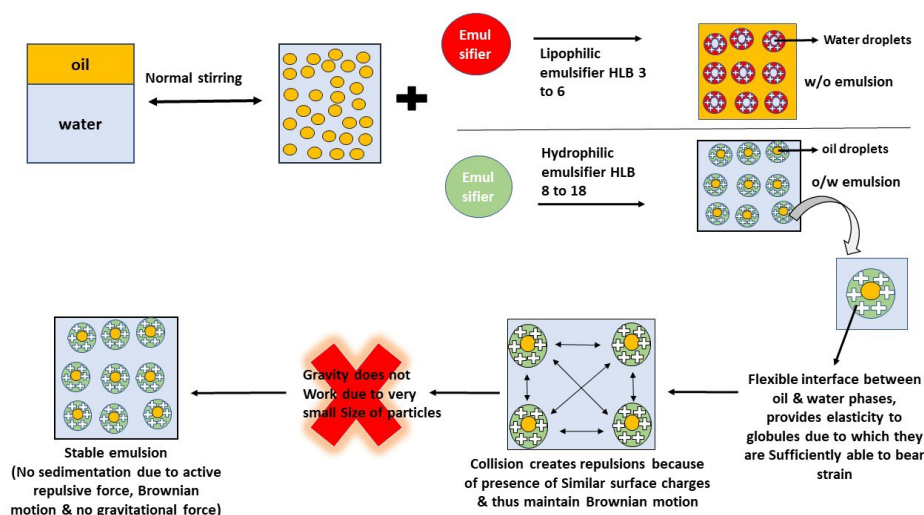 oil
water
Normal stirring
Emul
sifier
Lipophilic
emulsifier HLB 3
to 6
Water droplets
w/o emulsion
Emul
sifier
Hydrophilic
emulsifier HLB
8 to 18
oil droplets
o/w emulsion
Flexible interface between
oil & water phases,
provides elasticity to
globules due to which they
are Sufficiently able to bear
strain
Collision creates repulsions because
of presence of Similar surface charges
& thus maintain Brownian motion
Gravity does not
Work due to very
small Size of particles
Stable emulsion
(No sedimentation due to active
repulsive force, Brownian
motion & no gravitational force)